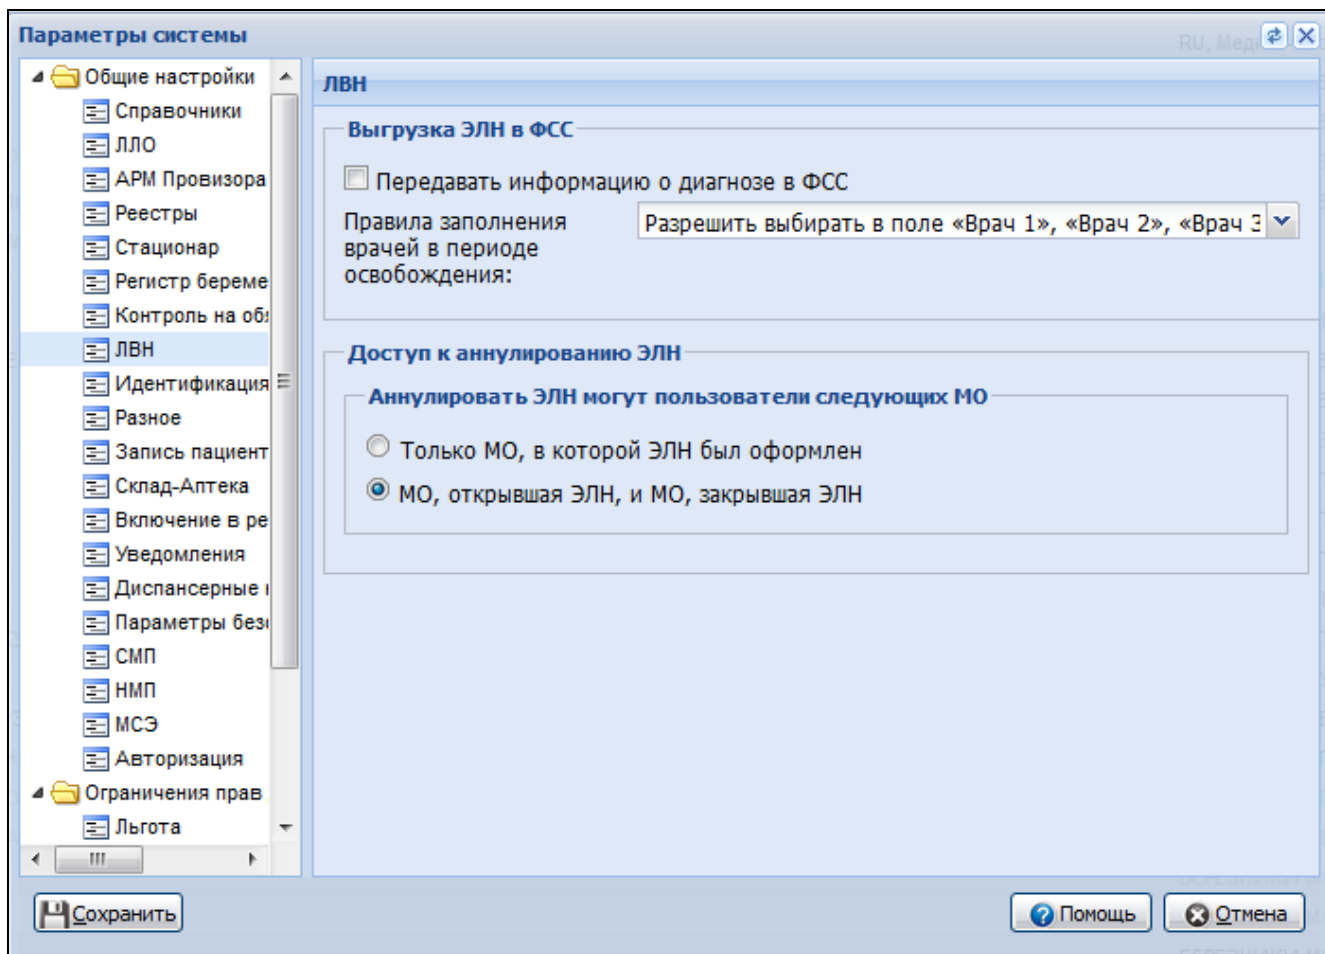 Параметры системы
Общие настройки
Справочники
ЛЛО
АРМ Провизора
Реестры
Стационар
Регистр береме
Контроль на обя
ЛВН
Идентификация
Разное
Запись пациент
Склад-Аптека
Включение в ре
Уведомления
Диспансерные
Параметры безо
СМП
НМП
МСЭ
Авторизация
Ограничения прав
Льгота
ЛВН
Выгрузка ЭЛН в ФСС
Передавать информацию о диагнозе в ФСС
Правила заполнения
врачей в периоде
освобождения:
Разрешить выбирать в поле «Врач 1», «Врач 2», «Врач 3
Доступ к аннулированию ЭЛН
Аннулировать ЭЛН могут пользователи следующих МО
Только МО, в которой ЭЛН был оформлен
МО, открывшая ЭЛН, и МО, закрывшая ЭЛН
Сохранить
Помощь
Отмена